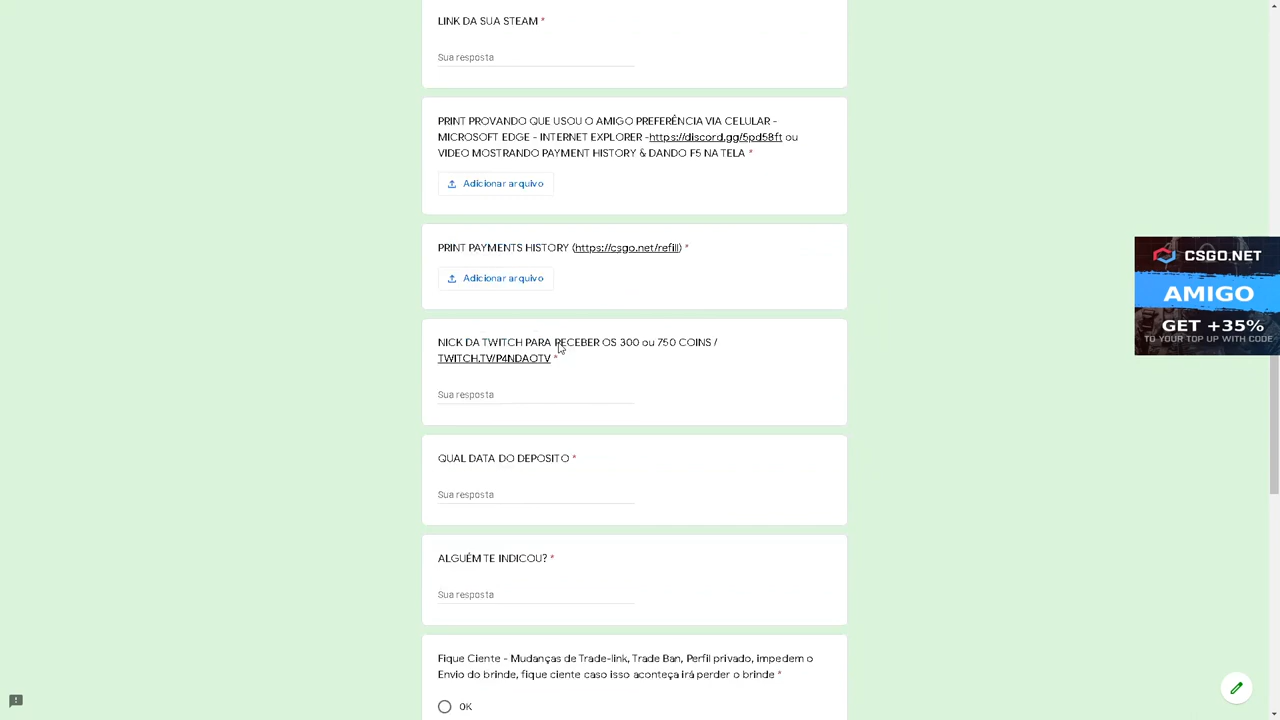 LINK DA SUA STEAM *
Sua resposta
PRINT PROVANDO QUE USOU O AMIGO PREFERÊNCIA VIA CELULAR -
MICROSOFT EDGE - INTERNET EXPLORER -https://discord.gg/5pd58ft ou
VIDEO MOSTRANDO PAYMENT HISTORY & DANDO F5 NA TELA *
Adicionar arquivo
PRINT PAYMENTS HISTORY (https://csgo.net/refill) *
Adicionar arquivo
NICK DA TWITCH PARA RECEBER OS 300 ou 750 COINS /
TWITCH.TV/P4NDAOTV *
Sua resposta
QUAL DATA DO DEPOSITO *
Sua resposta
ALGUÉM TE INDICOU? *
Sua resposta
Fique Ciente - Mudanças de Trade-link, Trade Ban, Perfil privado, impedem o
Envio do brinde, fique ciente caso isso aconteça irá perder o brinde *
OK
CSGO.NET
AMIGO
GET +35%
TO YOUR TOP UP WITH CODE